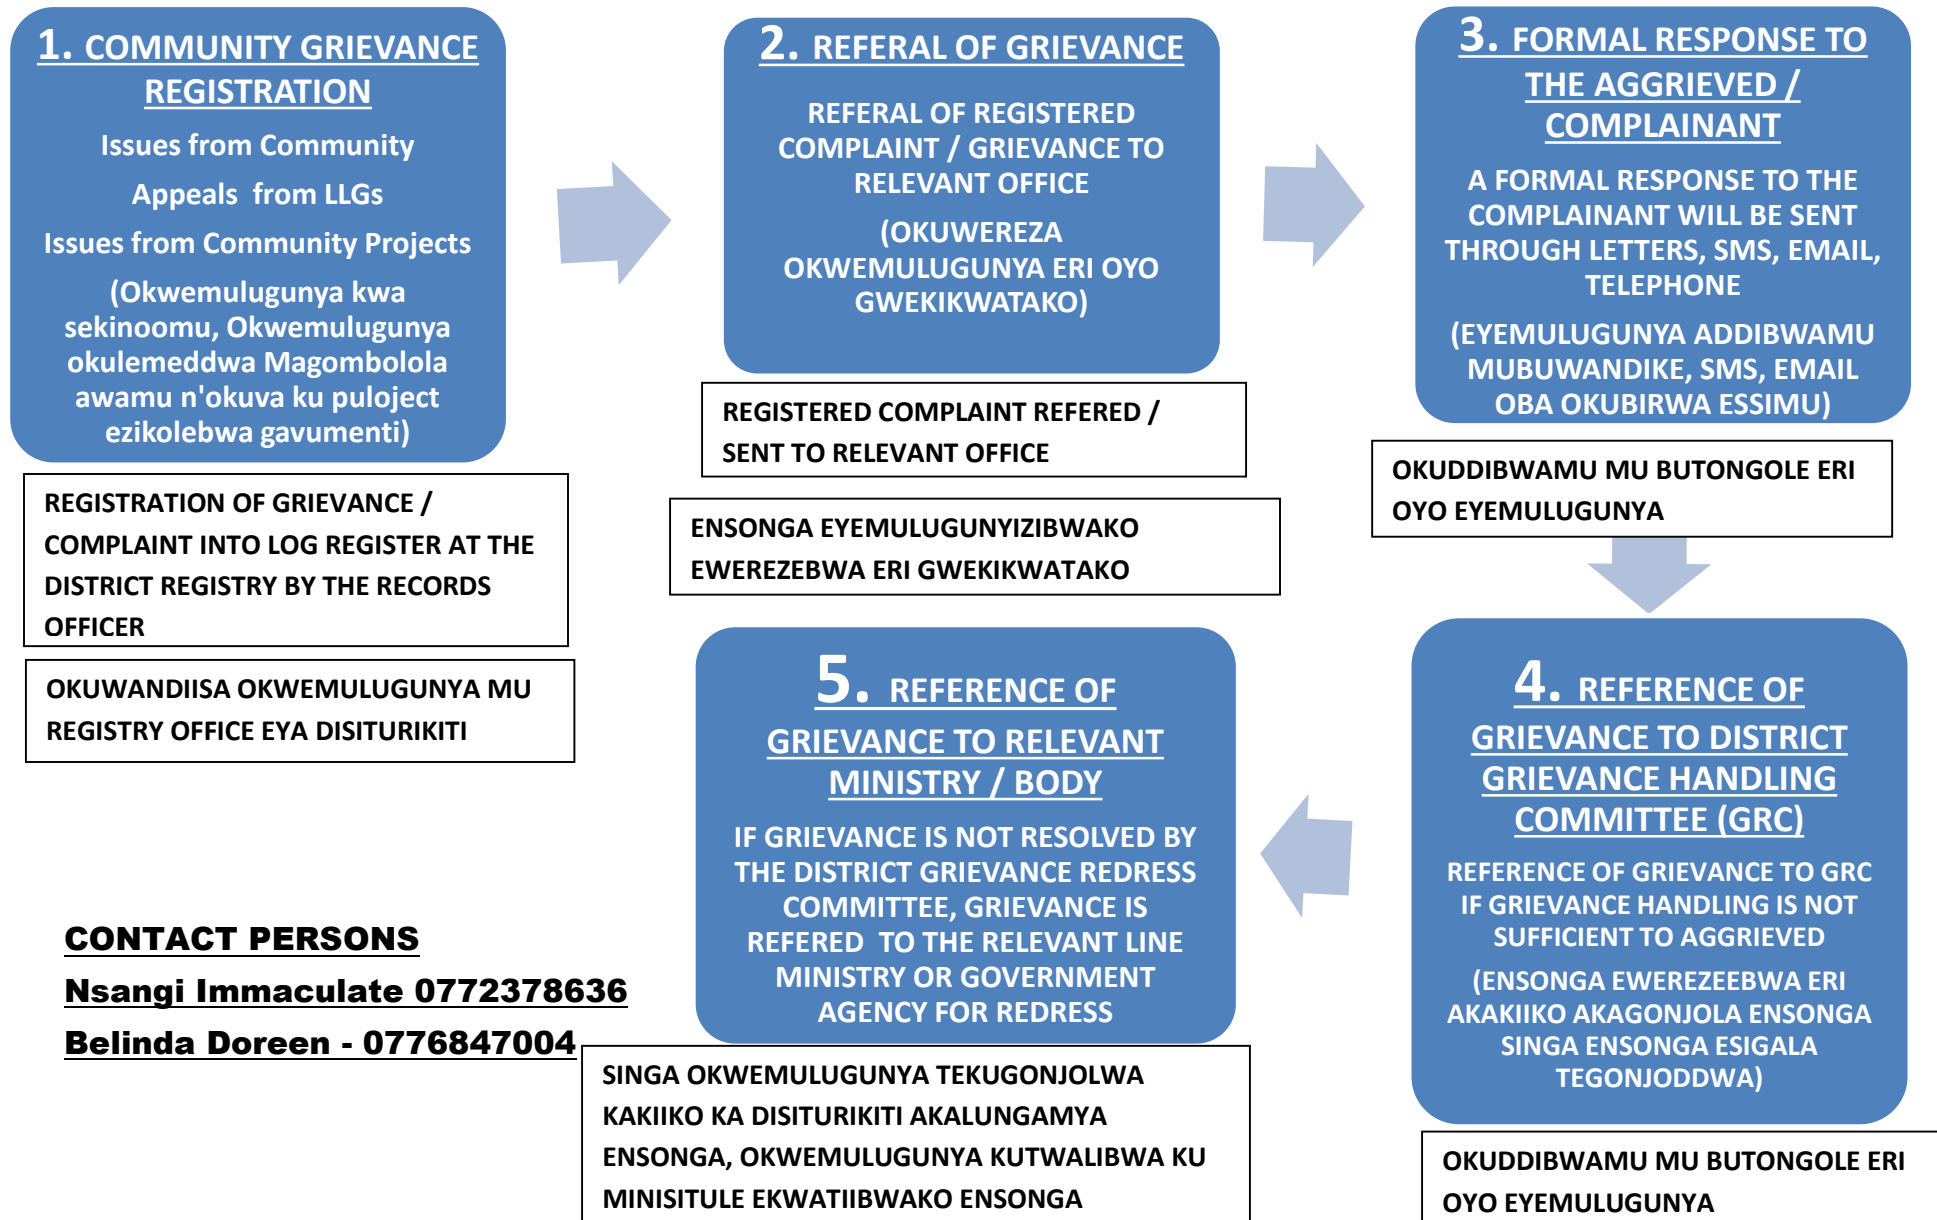 1. COMMUNITY GRIEVANCE
REGISTRATION
Issues from Community
Appeals from LLGs
Issues from Community Projects
(Okwemulugunya kwa
sekinoomu, Okwemulugunya
okulemeddwa Magombolola
awamu n'okuva ku puloject
ezikolebwa gavumenti)
REGISTRATION OF GRIEVANCE /
COMPLAINT INTO LOG REGISTER AT THE
DISTRICT REGISTRY BY THE RECORDS
OFFICER
OKUWANDIISA OKWEMULUGUNYA MU
REGISTRY OFFICE EYA DISITURIKITI
2. REFERAL OF GRIEVANCE
REFERAL OF REGISTERED
COMPLAINT / GRIEVANCE TO
RELEVANT OFFICE
(OKUWEREZA
OKWEMULUGUNYA ERI OYO
GWEKIKWATAKO)
REGISTERED COMPLAINT REFERED /
SENT TO RELEVANT OFFICE
ENSONGA EYEMULUGUNYIZIBWAKO
EWEREZEBWA ERI GWEKIKWATAKO
3. FORMAL RESPONSE TO
THE AGGRIEVED /
COMPLAINANT
A FORMAL RESPONSE TO THE
COMPLAINANT WILL BE SENT
THROUGH LETTERS, SMS, EMAIL,
TELEPHONE
(EYEMULUGUNYA ADDIBWAMU
MUBUWANDIKE, SMS, EMAIL
OBA OKUBIRWA ESSIMU)
OKUDDIBWAMU MU BUTONGOLE ERI
OYO EYEMULUGUNYA
4. REFERENCE OF
GRIEVANCE TO DISTRICT
GRIEVANCE HANDLING
COMMITTEE (GRC)
REFERENCE OF GRIEVANCE TO GRC
IF GRIEVANCE HANDLING IS NOT
SUFFICIENT TO AGGRIEVED
(ENSONGA EWEREZEEBWA ERI
AKAKIIKO AKAGONJOLA ENSONGA
SINGA ENSONGA ESIGALA
TEGONJODDWA)
OKUDDIBWAMU MU BUTONGOLE ERI
OYO EYEMULUGUNYA
5. REFERENCE OF
GRIEVANCE TO RELEVANT
MINISTRY / BODY
IF GRIEVANCE IS NOT RESOLVED BY
THE DISTRICT GRIEVANCE REDRESS
COMMITTEE, GRIEVANCE IS
REFERED TO THE RELEVANT LINE
MINISTRY OR GOVERNMENT
AGENCY FOR REDRESS
SINGA OKWEMULUGUNYA TEKUGONJOLWA
KAKIIKO KA DISITURIKITI AKALUNGAMYA
ENSONGA, OKWEMULUGUNYA KUTWALIBWA KU
MINISITULE EKWATIIBWAKO ENSONGA
CONTACT PERSONS
Nsangi Immaculate 0772378636
Belinda Doreen - 0776847004